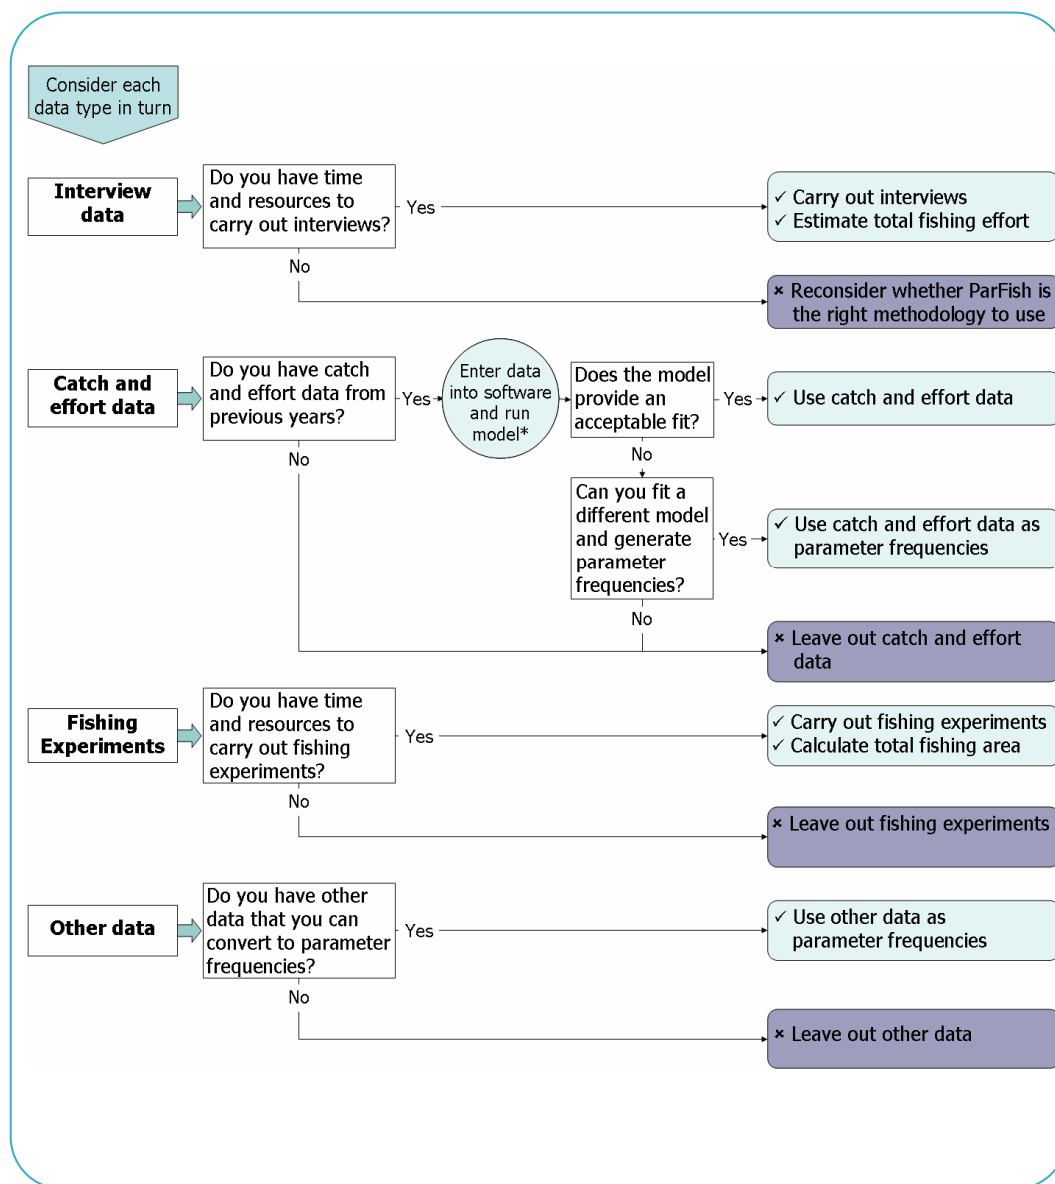 Consider each
data type in turn
Interview
data
Do you have time
and resources to
carry out interviews?
Yes
✓ Carry out interviews
✓ Estimate total fishing effort
No
✗ Reconsider whether ParFish is
the right methodology to use
Catch and
effort data
Do you have catch
and effort data from
previous years?
Yes
Enter data
into software
and run
model*
Does the model
provide an
acceptable fit?
Yes
✓ Use catch and effort data
No
No
Can you fit a
different model
and generate
parameter
frequencies?
Yes
✓ Use catch and effort data as
parameter frequencies
No
✗ Leave out catch and effort
data
Fishing
Experiments
Do you have time
and resources to
carry out fishing
experiments?
Yes
✓ Carry out fishing experiments
✓ Calculate total fishing area
No
✗ Leave out fishing experiments
Other data
Do you have other
data that you can
convert to parameter
frequencies?
Yes
✓ Use other data as
parameter frequencies
No
✗ Leave out other data